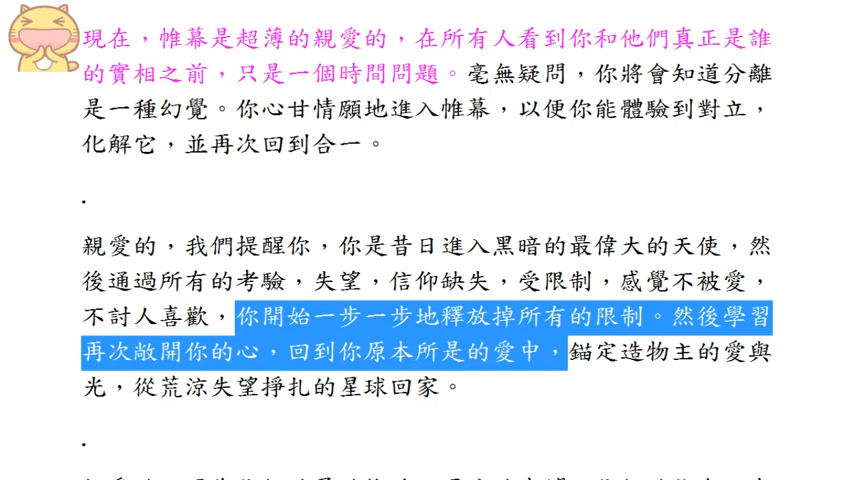 現在，帷幕是超薄的親愛的，在所有人看到你和他們真正是誰
的實相之前，只是一個時間問題。毫無疑問，你將會知道分離
是一種幻覺。你心甘情願地進入帷幕，以便你能體驗到對立，
化解它，並再次回到合一。
.
親愛的，我們提醒你，你是昔日進入黑暗的最偉大的天使，然
後通過所有的考驗，失望，信仰缺失，受限制，感覺不被愛，
不討人喜歡，你開始一步一步地釋放掉所有的限制。然後學習
再次敞開你的心，回到你原本所是的愛中，錨定造物主的愛與
光，從荒涼失望掙扎的星球回家。
.